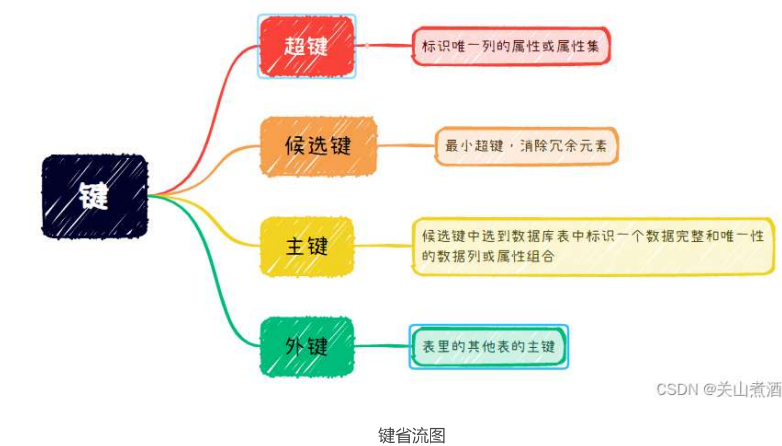 超键
标识唯一列的属性或属性集
候选键
最小超键，消除冗余元素
键
主键
候选键中选到数据库表中标识一个数据完整和唯一性
的数据列或属性组合
外键
表里的其他表的主键
CSDN @关山煮酒
键省流图